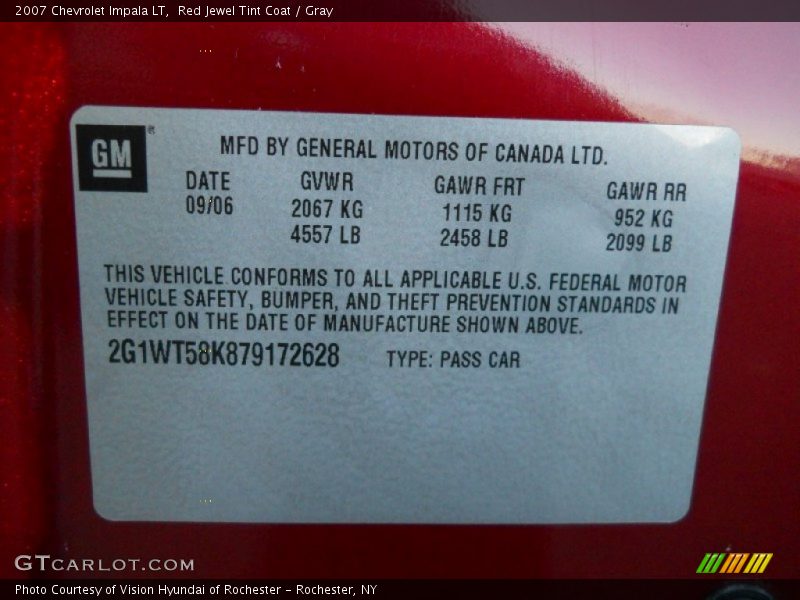 2007 Chevrolet Impala LT,  Red Jewel Tint Coat / Gray
GM®
MFD BY GENERAL MOTORS OF CANADA LTD.
DATE GVWR GAWR FRT GAWR RR
09/06 2067 KG 1115 KG 952 KG
4557 LB 2458 LB 2099 LB
THIS VEHICLE CONFORMS TO ALL APPLICABLE U.S. FEDERAL MOTOR
VEHICLE SAFETY, BUMPER, AND THEFT PREVENTION STANDARDS IN
EFFECT ON THE DATE OF MANUFACTURE SHOWN ABOVE.
2G1WT58K879172628 TYPE: PASS CAR
GTCARLOT.COM
Photo Courtesy of Vision Hyundai of Rochester – Rochester, NY